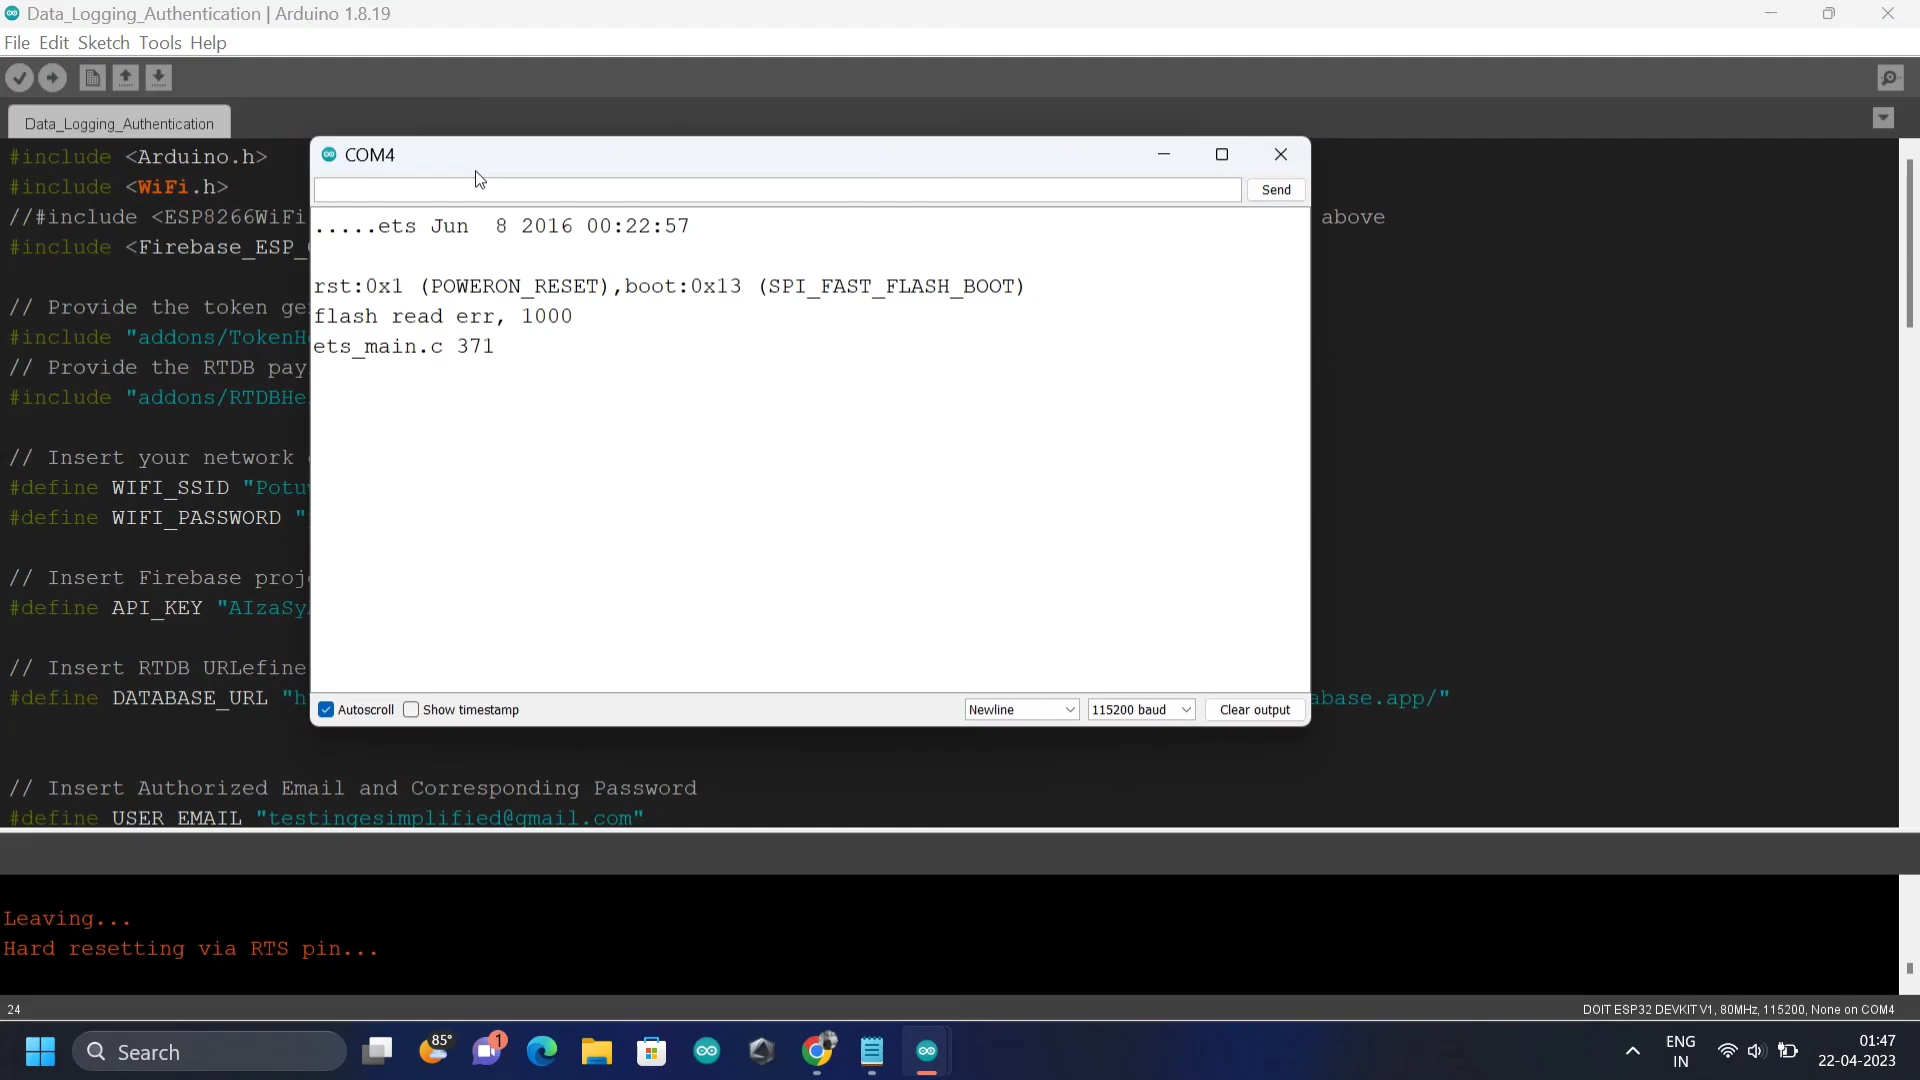 Data_Logging_Authentication | Arduino 1.8.19
File Edit Sketch Tools Help
Data_Logging_Authentication
#include <Arduino.h>
#include <WiFi.h>
//#include <ESP8266WiFi
above
#include <Firebase_ESP_
// Provide the token ge
#include "addons/TokenH
// Provide the RTDB pay
#include "addons/RTDBHe
// Insert your network
#define WIFI_SSID "Potu
#define WIFI_PASSWORD "
// Insert Firebase proj
#define API_KEY "AIzaSy
// Insert RTDB URLefine
#define DATABASE_URL "h
abase.app/"
// Insert Authorized Email and Corresponding Password
#define USER_EMAIL "testingesimplified@gmail.com"
COM4
Send
.....ets Jun  8 2016 00:22:57
rst:0x1 (POWERON_RESET),boot:0x13 (SPI_FAST_FLASH_BOOT)
flash read err, 1000
ets_main.c 371
Autoscroll Show timestamp
Newline
115200 baud
Clear output
Leaving...
Hard resetting via RTS pin...
24
DOIT ESP32 DEVKIT V1, 80MHz, 115200, None on COM4
Search
85°
1
ENG
IN
01:47
22-04-2023